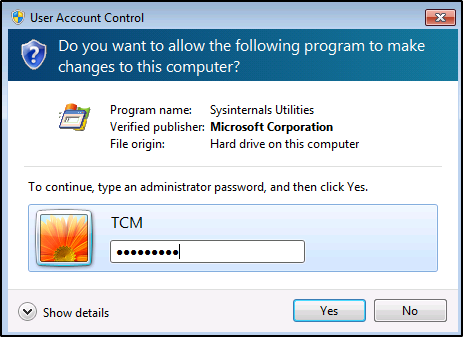 User Account Control
Do you want to allow the following program to make
changes to this computer?
Program name: Sysinternals Utilities
Verified publisher: Microsoft Corporation
File origin: Hard drive on this computer
To continue, type an administrator password, and then click Yes.
TCM
●●●●●●●●●
Show details
Yes
No